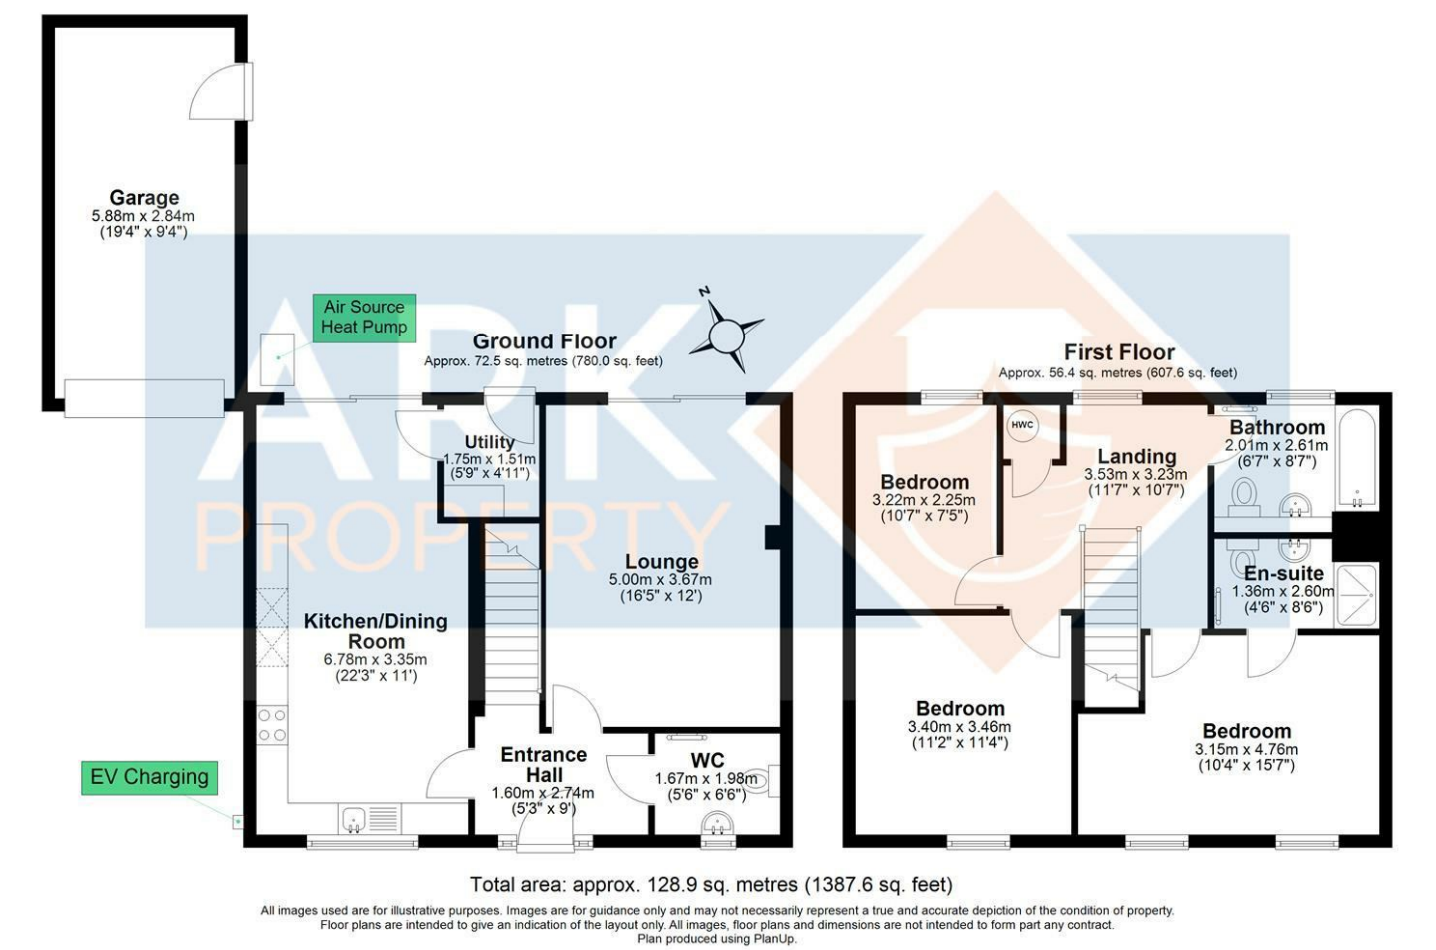 Garage
5.88m x 2.84m
(19'4" x 9'4")
Air Source
Heat Pump
N
Ground Floor
Approx. 72.5 sq. metres (780.0 sq. feet)
First Floor
Approx. 56.4 sq. metres (607.6 sq. feet)
ARK
PROPERTY
Utility
1.75m x 1.51m
(5'9" x 4'11")
Lounge
5.00m x 3.67m
(16'5" x 12')
Kitchen/Dining
Room
6.78m x 3.35m
(22'3" x 11')
Entrance
Hall
1.60m x 2.74m
(5'3" x 9')
WC
1.67m x 1.98m
(5'6" x 6'6")
EV Charging
HWC
Bedroom
3.22m x 2.25m
(10'7" x 7'5")
Landing
3.53m x 3.23m
(11'7" x 10'7")
Bathroom
2.01m x 2.61m
(6'7" x 8'7")
En-suite
1.36m x 2.60m
(4'6" x 8'6")
Bedroom
3.40m x 3.46m
(11'2" x 11'4")
Bedroom
3.15m x 4.76m
(10'4" x 15'7")
Total area: approx. 128.9 sq. metres (1387.6 sq. feet)
All images used are for illustrative purposes. Images are for guidance only and may not necessarily represent a true and accurate depiction of the condition of property.
Floor plans are intended to give an indication of the layout only. All images, floor plans and dimensions are not intended to form part any contract.
Plan produced using PlanUp.